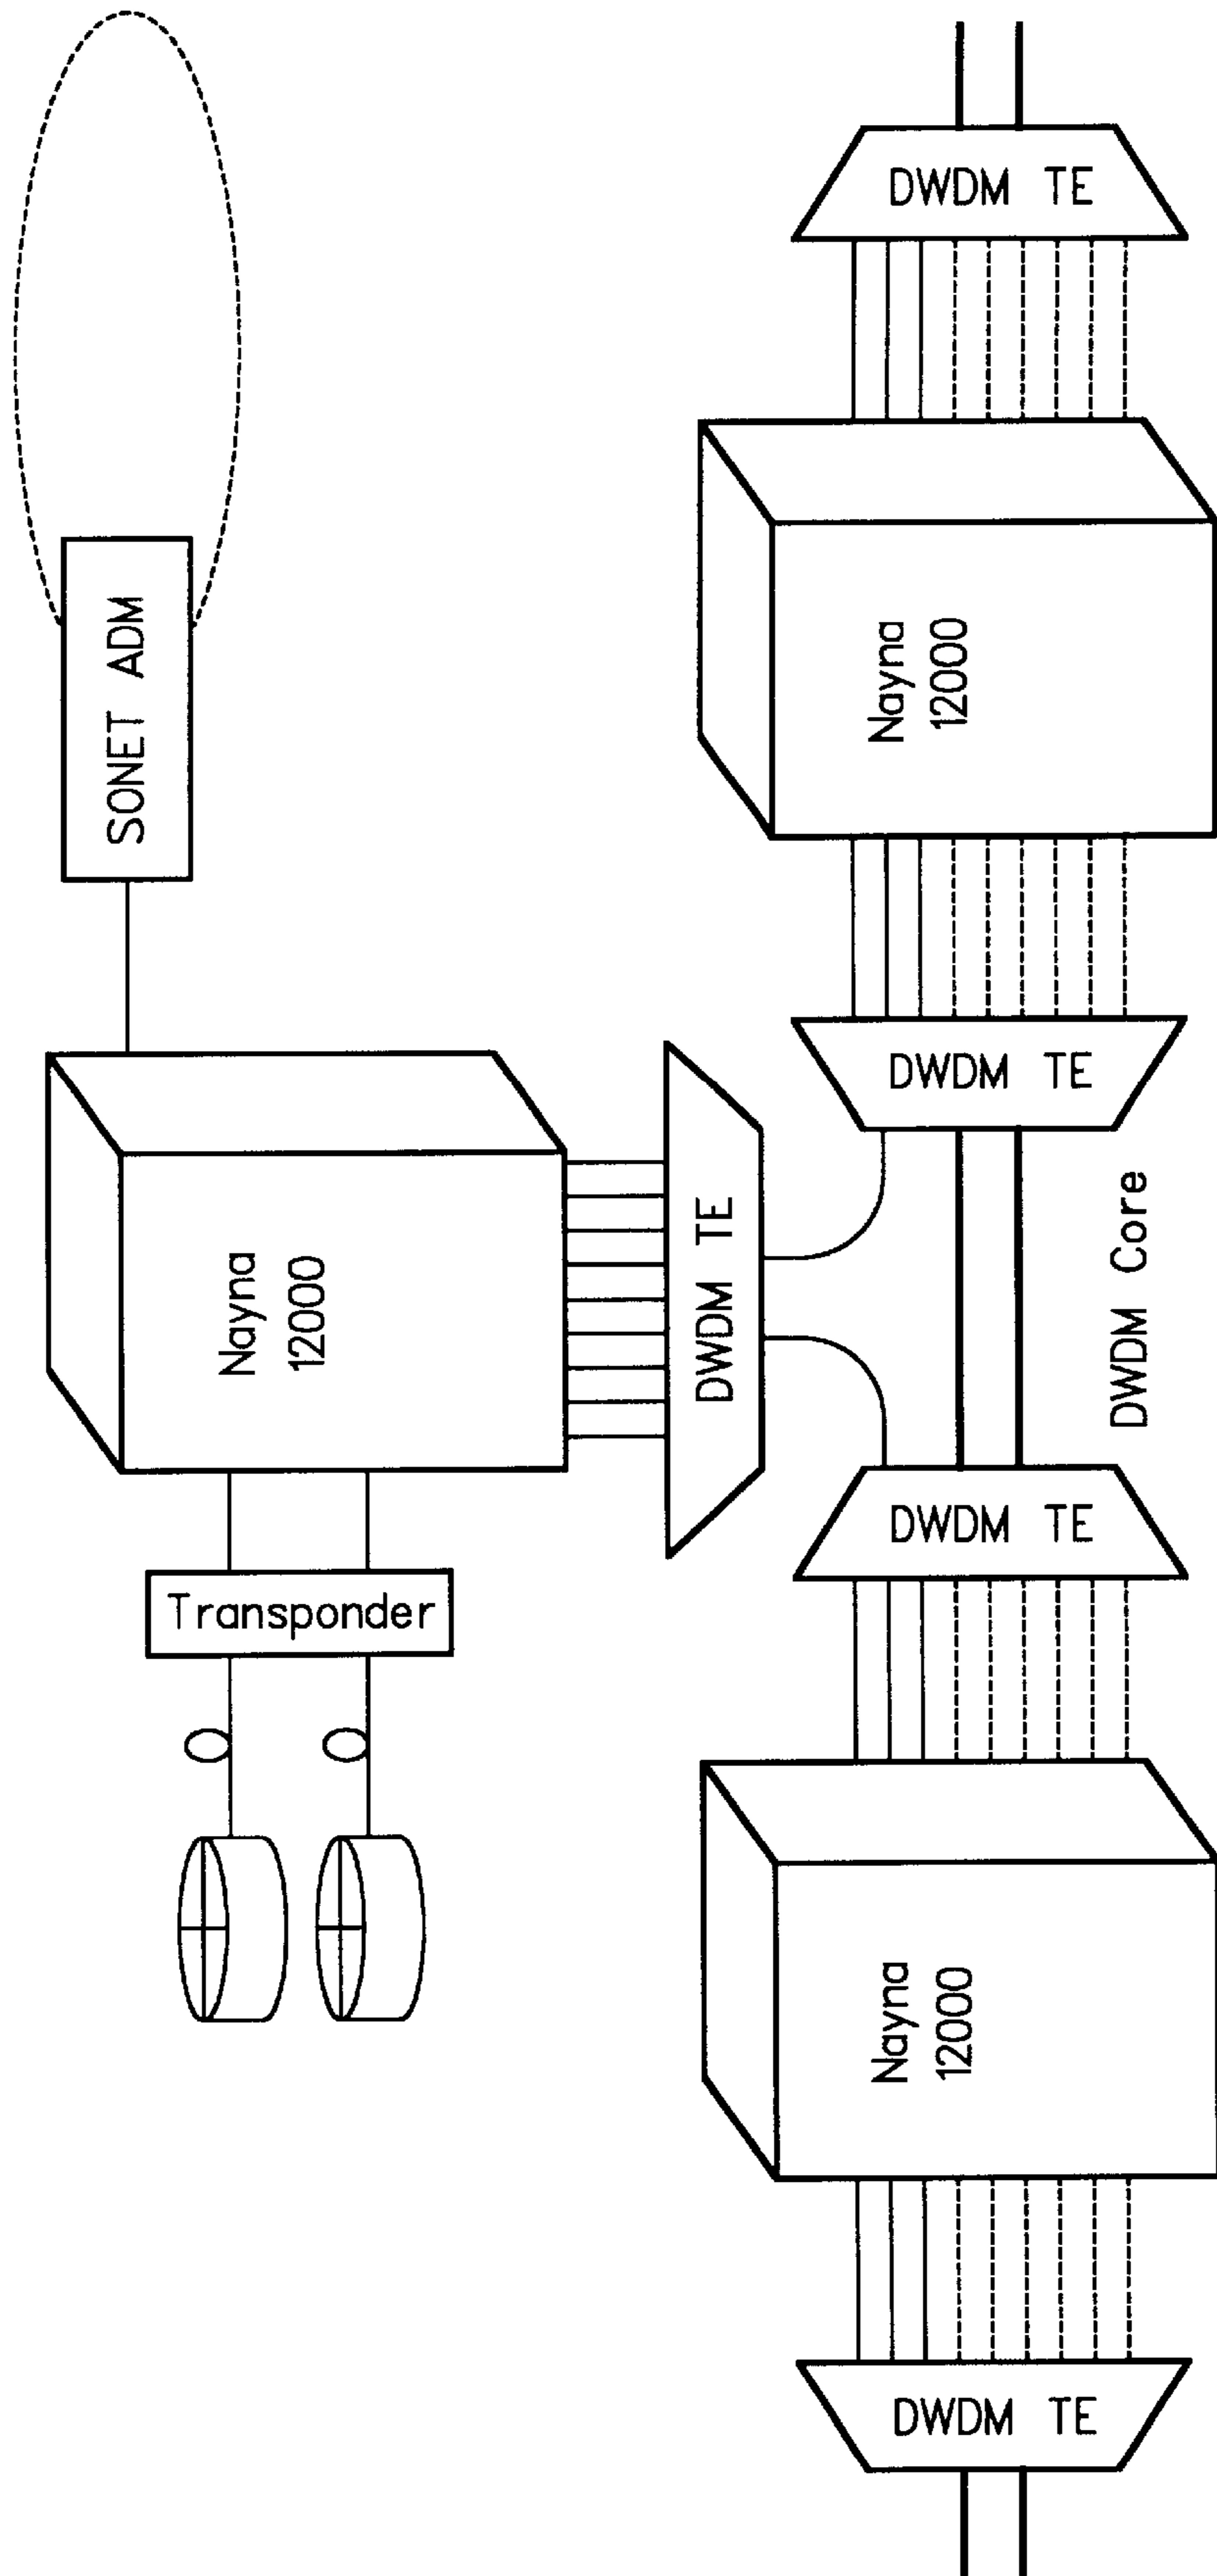 SONET ADM
Nayna
12000
Transponder
DWDM TE
DWDM TE
Nayna
12000
DWDM TE
DWDM Core
DWDM TE
Nayna
12000
DWDM TE